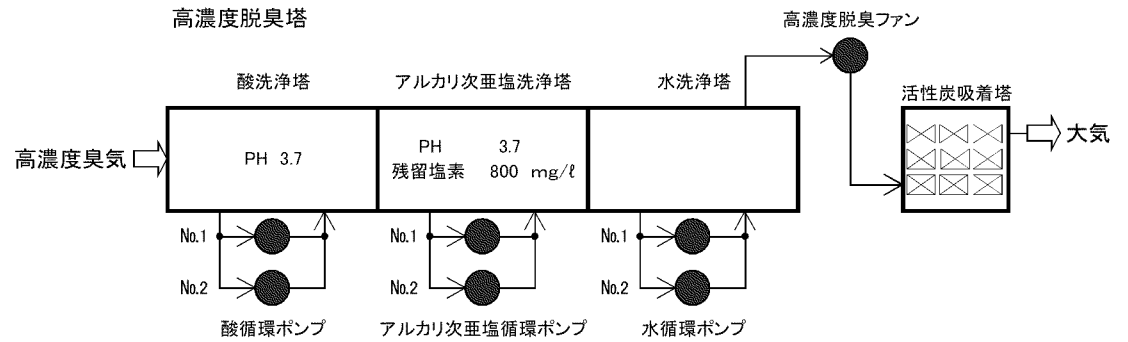 高濃度脱臭塔
高濃度脱臭ファン
酸洗浄塔
アルカリ次亜塩洗浄塔
水洗浄塔
活性炭吸着塔
高濃度臭気
PH 3.7
PH 3.7
残留塩素 800 mg/ℓ
大気
No.1
No.1
No.1
No.2
No.2
No.2
酸循環ポンプ
アルカリ次亜塩循環ポンプ
水循環ポンプ